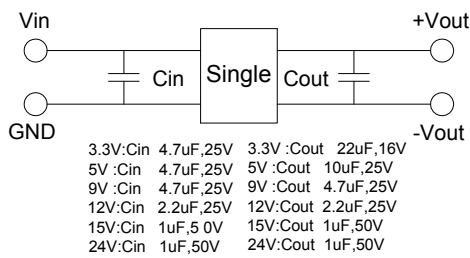 Vin
+Vout
Cin
Single
Cout
GND
-Vout
3.3V:Cin 4.7uF,25V 3.3V :Cout 22uF,16V
5V :Cin 4.7uF,25V 5V :Cout 10uF,25V
9V :Cin 4.7uF,25V 9V :Cout 4.7uF,25V
12V:Cin 2.2uF,25V 12V:Cout 2.2uF,25V
15V:Cin 1uF,5 0V 15V:Cout 1uF,50V
24V:Cin 1uF,50V 24V:Cout 1uF,50V